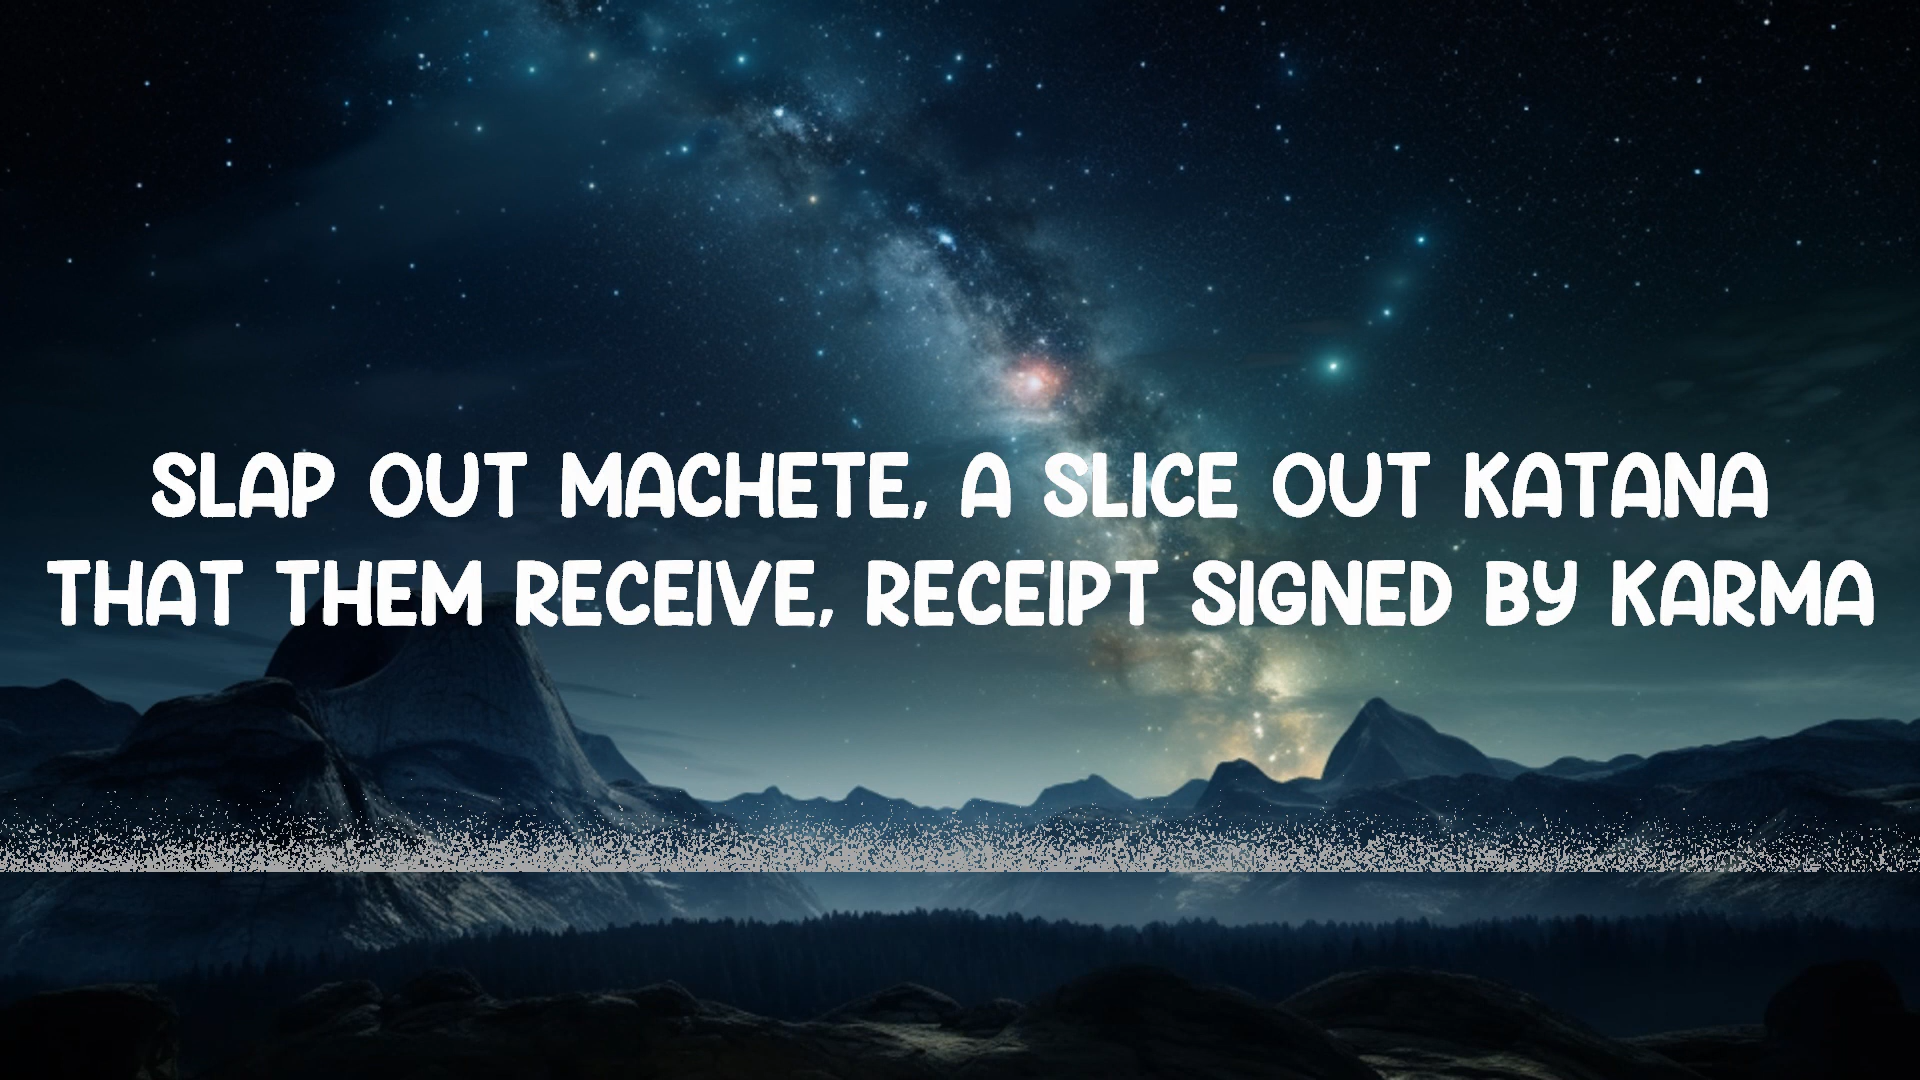 SLAP OUT MACHETE, A SLICE OUT KATANA
THAT THEM RECEIVE, RECEIPT SIGNED BY KARMA